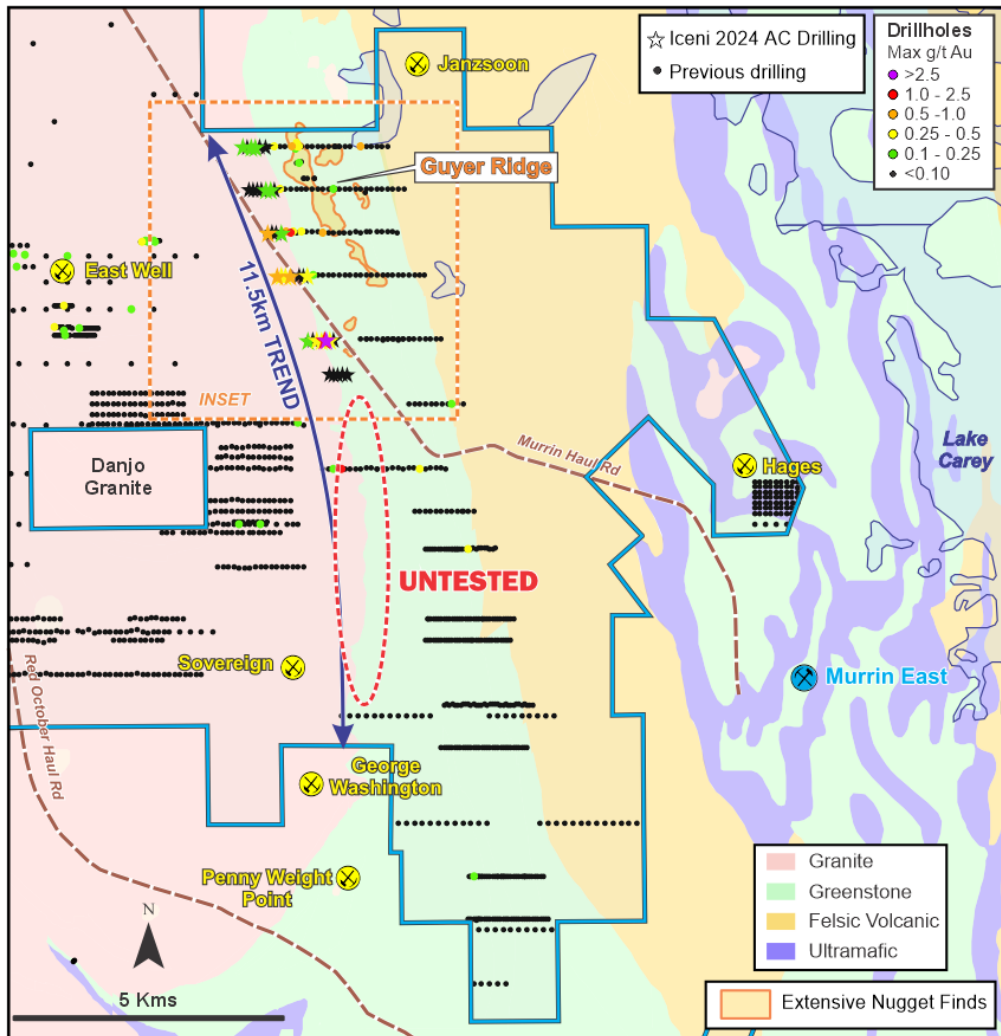 Iceni 2024 AC Drilling
Previous drilling
Drillholes
Max g/t Au
>2.5
1.0 - 2.5
0.5 -1.0
0.25 - 0.5
0.1 - 0.25
<0.10
Janzsoon
Guyer Ridge
East Well
11.5km TREND
INSET
Murrin Haul Rd
Danjo
Granite
Hages
Lake
Carey
UNTESTED
Sovereign
Murrin East
Red October Haul Rd
George
Washington
Penny Weight
Point
N
5 Kms
Granite
Greenstone
Felsic Volcanic
Ultramafic
Extensive Nugget Finds